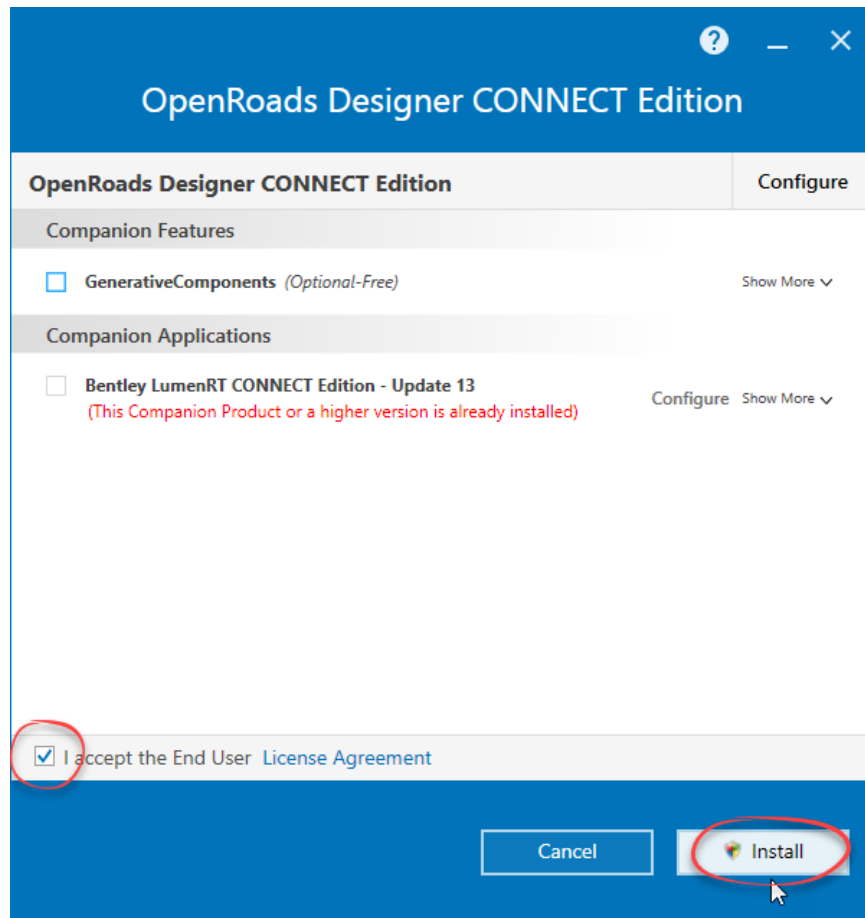 OpenRoads Designer CONNECT Edition
OpenRoads Designer CONNECT Edition Configure
Companion Features
GenerativeComponents (Optional-Free) Show More
Companion Applications
Bentley LumenRT CONNECT Edition - Update 13
(This Companion Product or a higher version is already installed) Configure Show More
I accept the End User License Agreement
Cancel Install